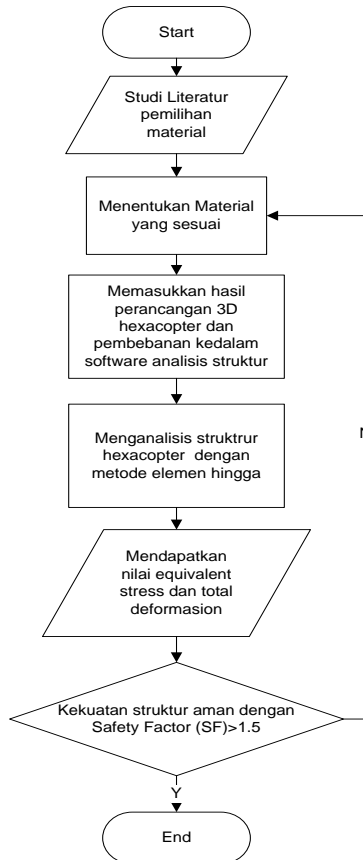 Start
Studi Literatur
pemilihan
material
Menentukan Material
yang sesuai
Memasukkan hasil
perancangan 3D
hexacopter dan
pembebanan kedalam
software analisis struktur
Menganalisis struktrur
hexacopter dengan
metode elemen hingga
Mendapatkan
nilai equivalent
stress dan total
deformasion
Kekuatan struktur aman dengan
Safety Factor (SF)>1.5
Y
End